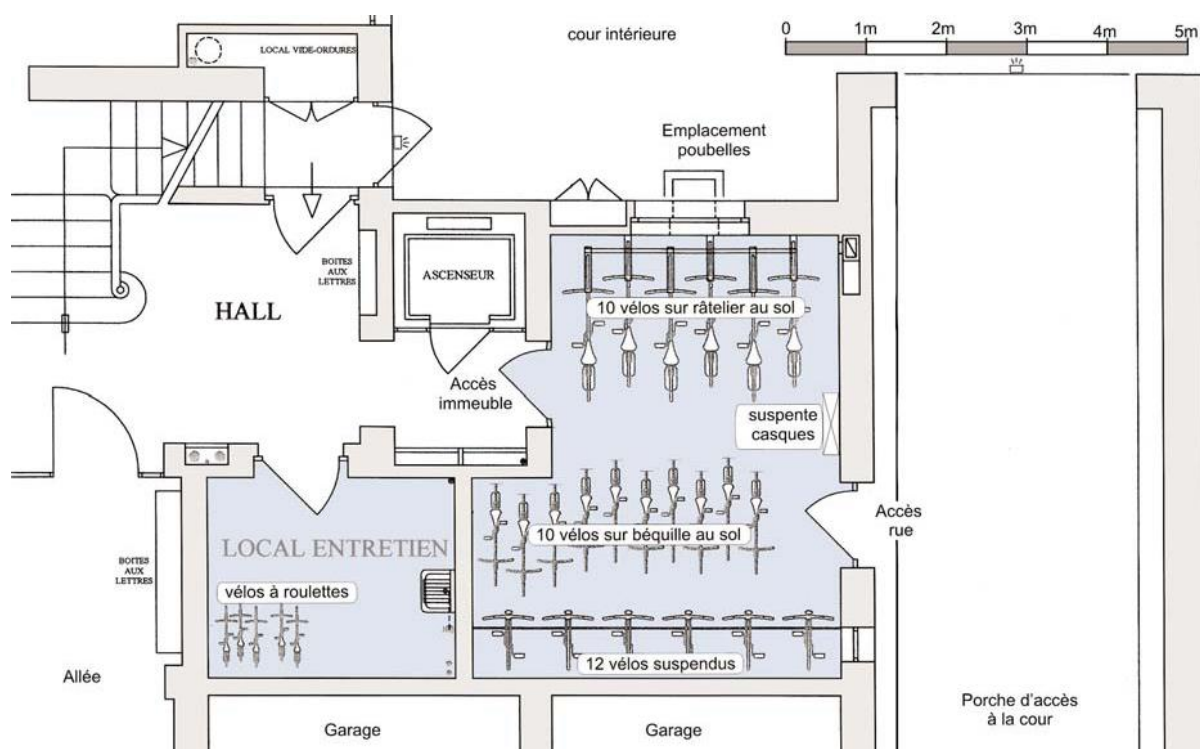 cour intérieure
0 1m 2m 3m 4m 5m
LOCAL VIDE-ORDURES
Emplacement
poubelles
BOITES
AUX
LETTRES
ASCENSEUR
HALL
10 vélos sur râtelier au sol
Accès
immeuble
suspente
casques
Accès
rue
10 vélos sur béquille au sol
LOCAL ENTRETIEN
BOITES
AUX
LETTRES
vélos à roulettes
12 vélos suspendus
Allée
Garage
Garage
Porche d'accès
à la cour